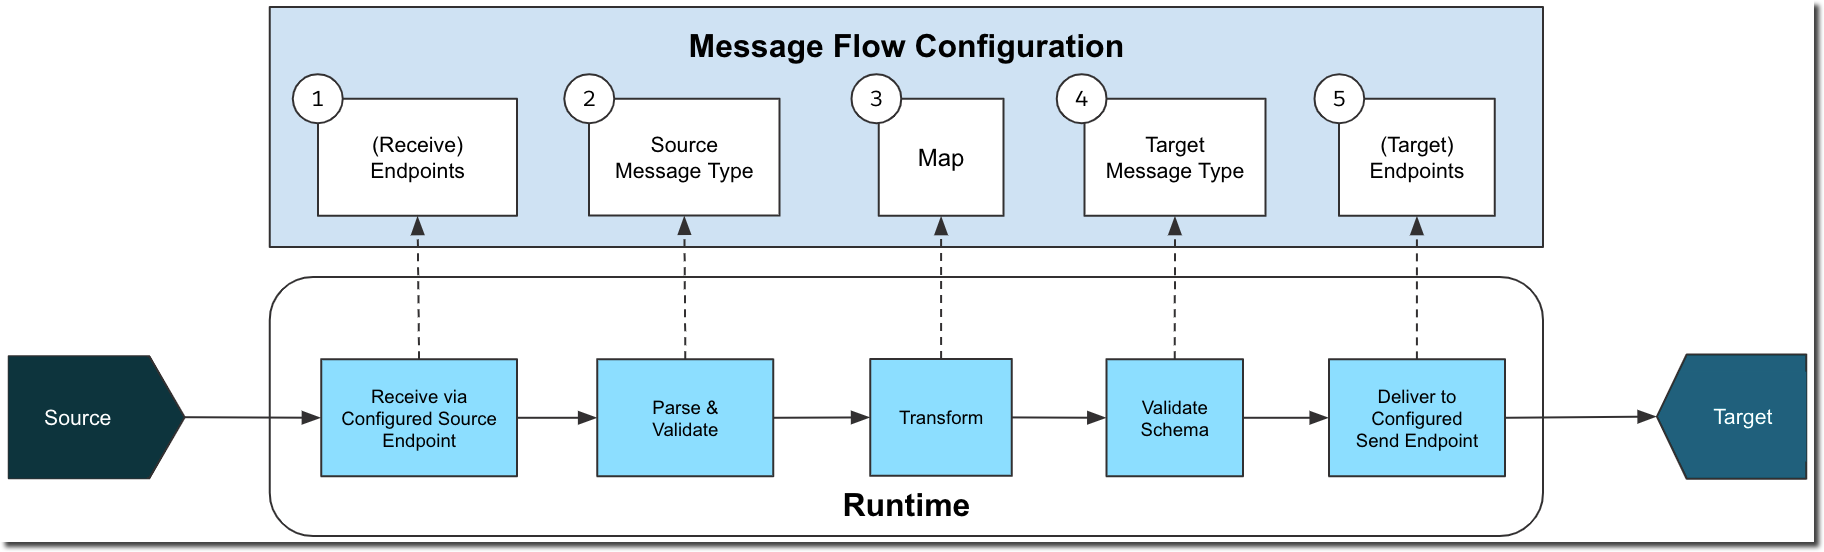 Message Flow Configuration
1
(Receive)
Endpoints
2
Source
Message Type
3
Map
4
Target
Message Type
5
(Target)
Endpoints
Source
Receive via
Configured Source
Endpoint
Parse &
Validate
Transform
Validate
Schema
Deliver to
Configured
Send Endpoint
Target
Runtime